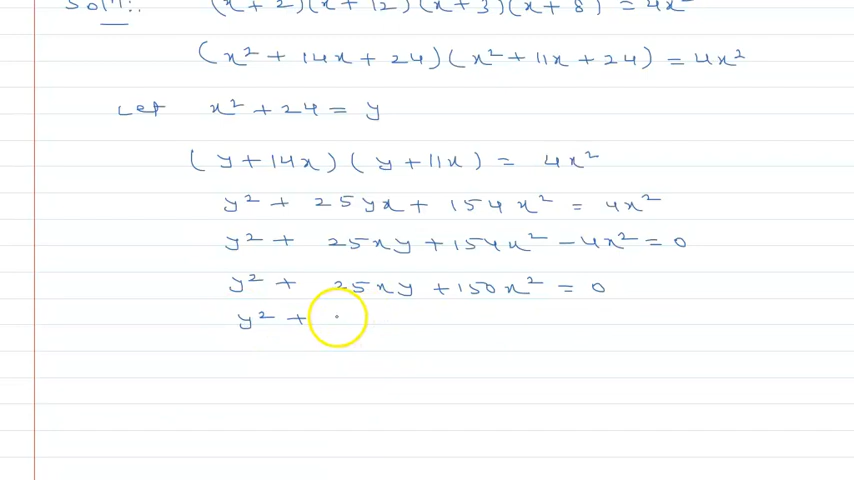 Solⁿ:. (x+2)(x+12)(x+3)(x+8) = 4x²
(x² + 14x + 24)(x² + 11x + 24) = 4x²
Let x² + 24 = y
(y + 14x)(y + 11x) = 4x²
y² + 25yx + 154x² = 4x²
y² + 25xy + 154x² - 4x² = 0
y² + 25xy + 150x² = 0
y² +